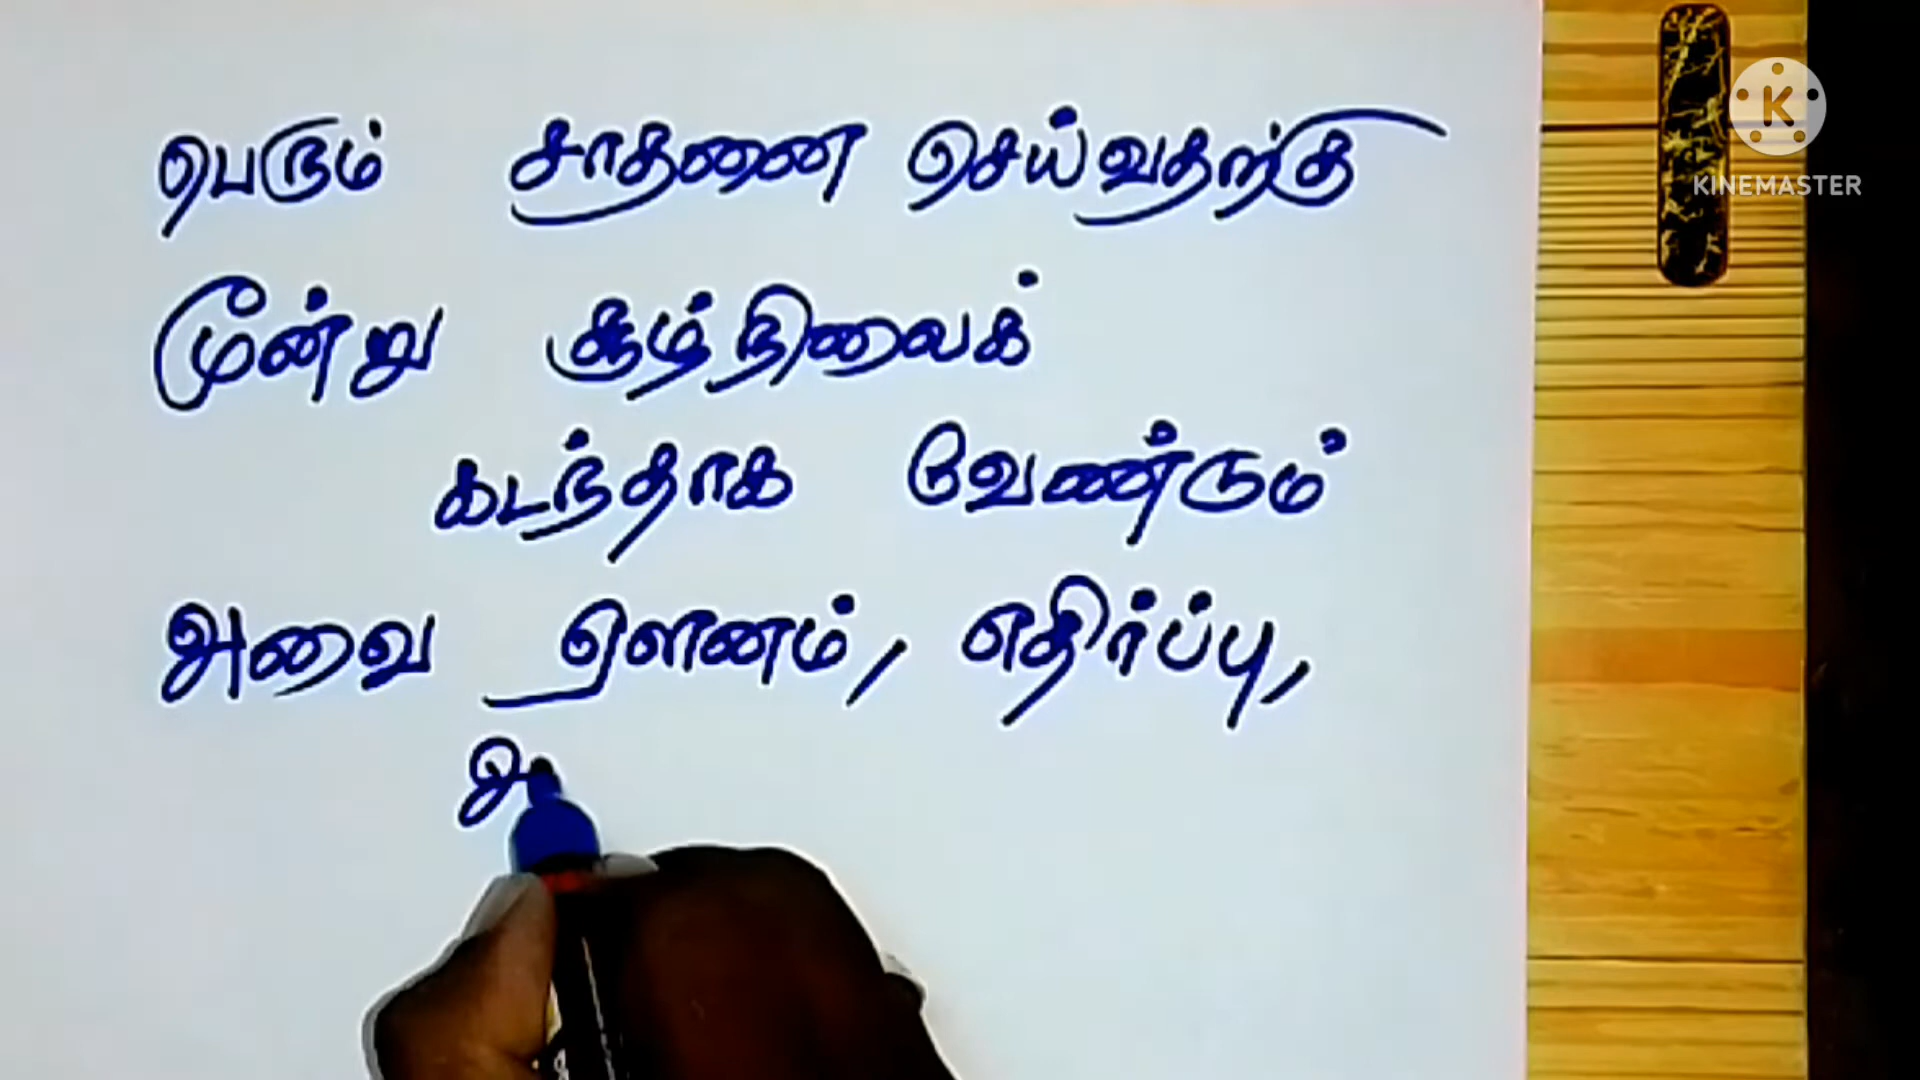 பெரும் சாதனை செய்வதற்கு
மூன்று சூழ்நிலைக்
கடந்தாக வேண்டும்
அவை ஏளனம், எதிர்ப்பு,
K
KINEMASTER